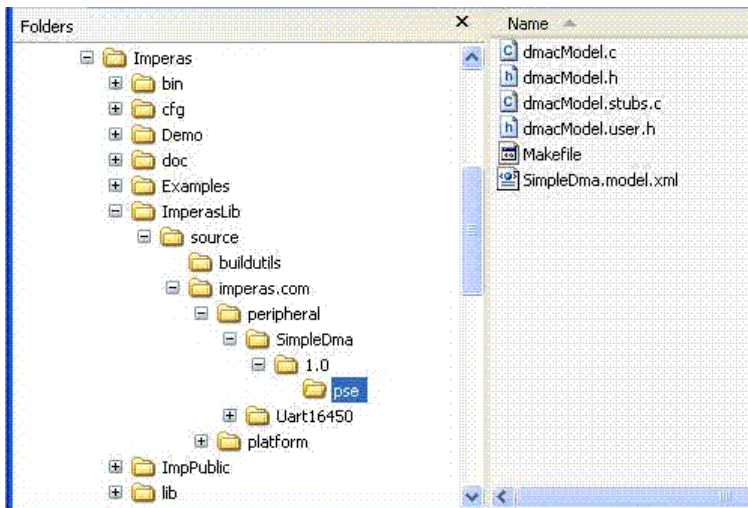 Folders
Imperas
bin
cfg
Demo
doc
Examples
ImperasLib
source
buildutils
imperas.com
peripheral
SimpleDma
1.0
pse
Uart16450
platform
ImpPublic
lib
Name
dmacModel.c
dmacModel.h
dmacModel.stubs.c
dmacModel.user.h
Makefile
SimpleDma.model.xml